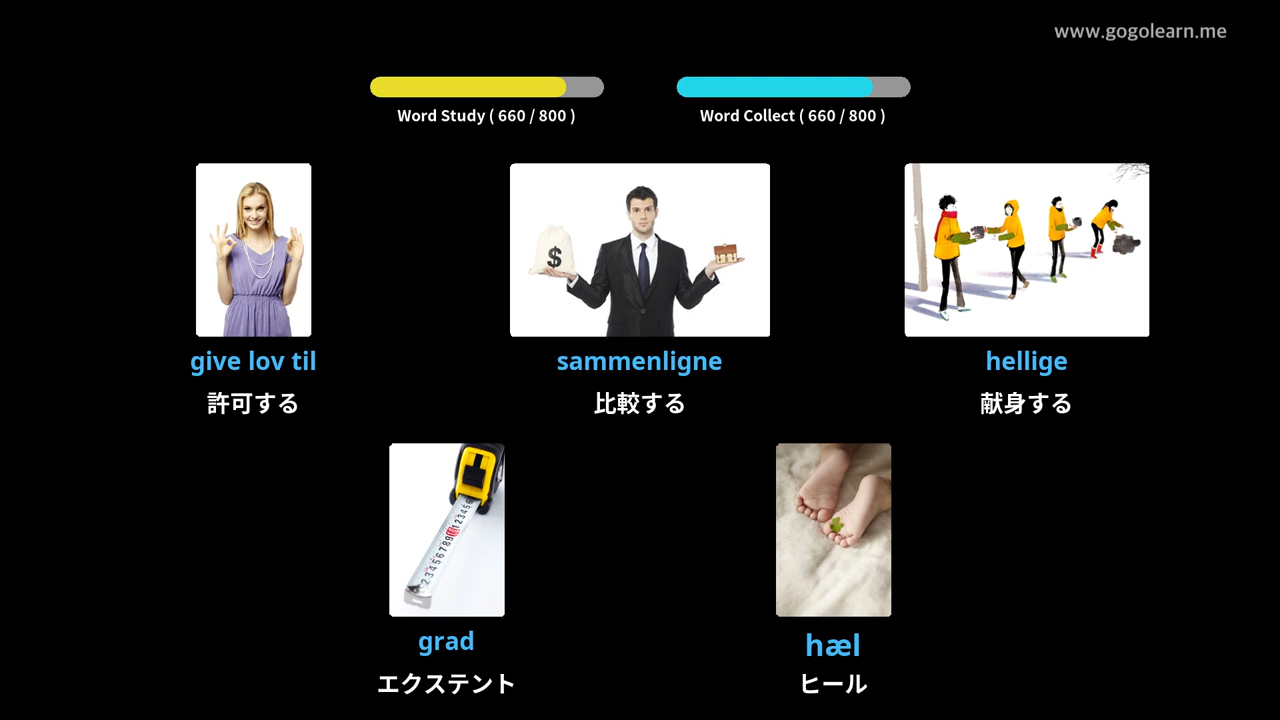 www.gogolearn.me
Word Study ( 660 / 800 )
Word Collect ( 660 / 800 )
$
give lov til
sammenligne
hellige
許可する
比較する
献身する
grad
hæl
エクステント
ヒール